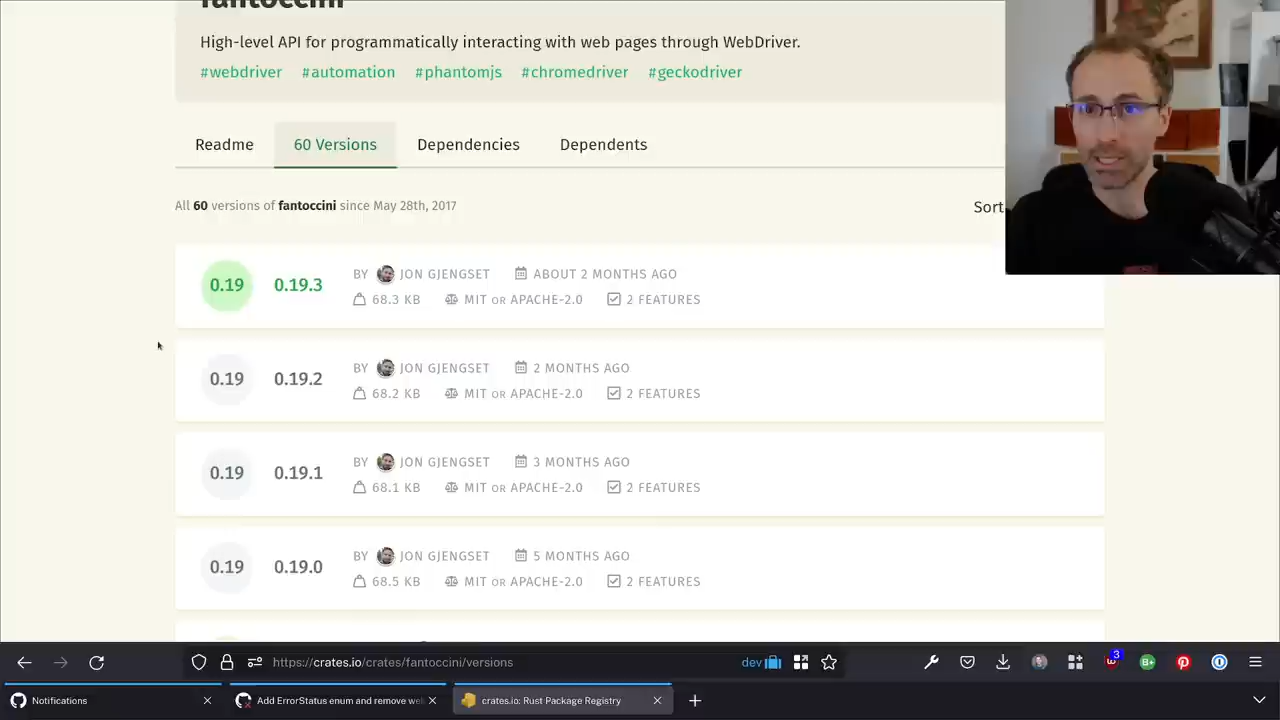 fantoccini
High-level API for programmatically interacting with web pages through WebDriver.
#webdriver #automation #phantomjs #chromedriver #geckodriver
Readme 60 Versions Dependencies Dependents
All 60 versions of fantoccini since May 28th, 2017
Sort
0.19 0.19.3 BY JON GJENGSET ABOUT 2 MONTHS AGO
68.3 KB MIT OR APACHE-2.0 2 FEATURES
0.19 0.19.2 BY JON GJENGSET 2 MONTHS AGO
68.2 KB MIT OR APACHE-2.0 2 FEATURES
0.19 0.19.1 BY JON GJENGSET 3 MONTHS AGO
68.1 KB MIT OR APACHE-2.0 2 FEATURES
0.19 0.19.0 BY JON GJENGSET 5 MONTHS AGO
68.5 KB MIT OR APACHE-2.0 2 FEATURES
https://crates.io/crates/fantoccini/versions dev 3 B+
Notifications Add ErrorStatus enum and remove we crates.io: Rust Package Registry